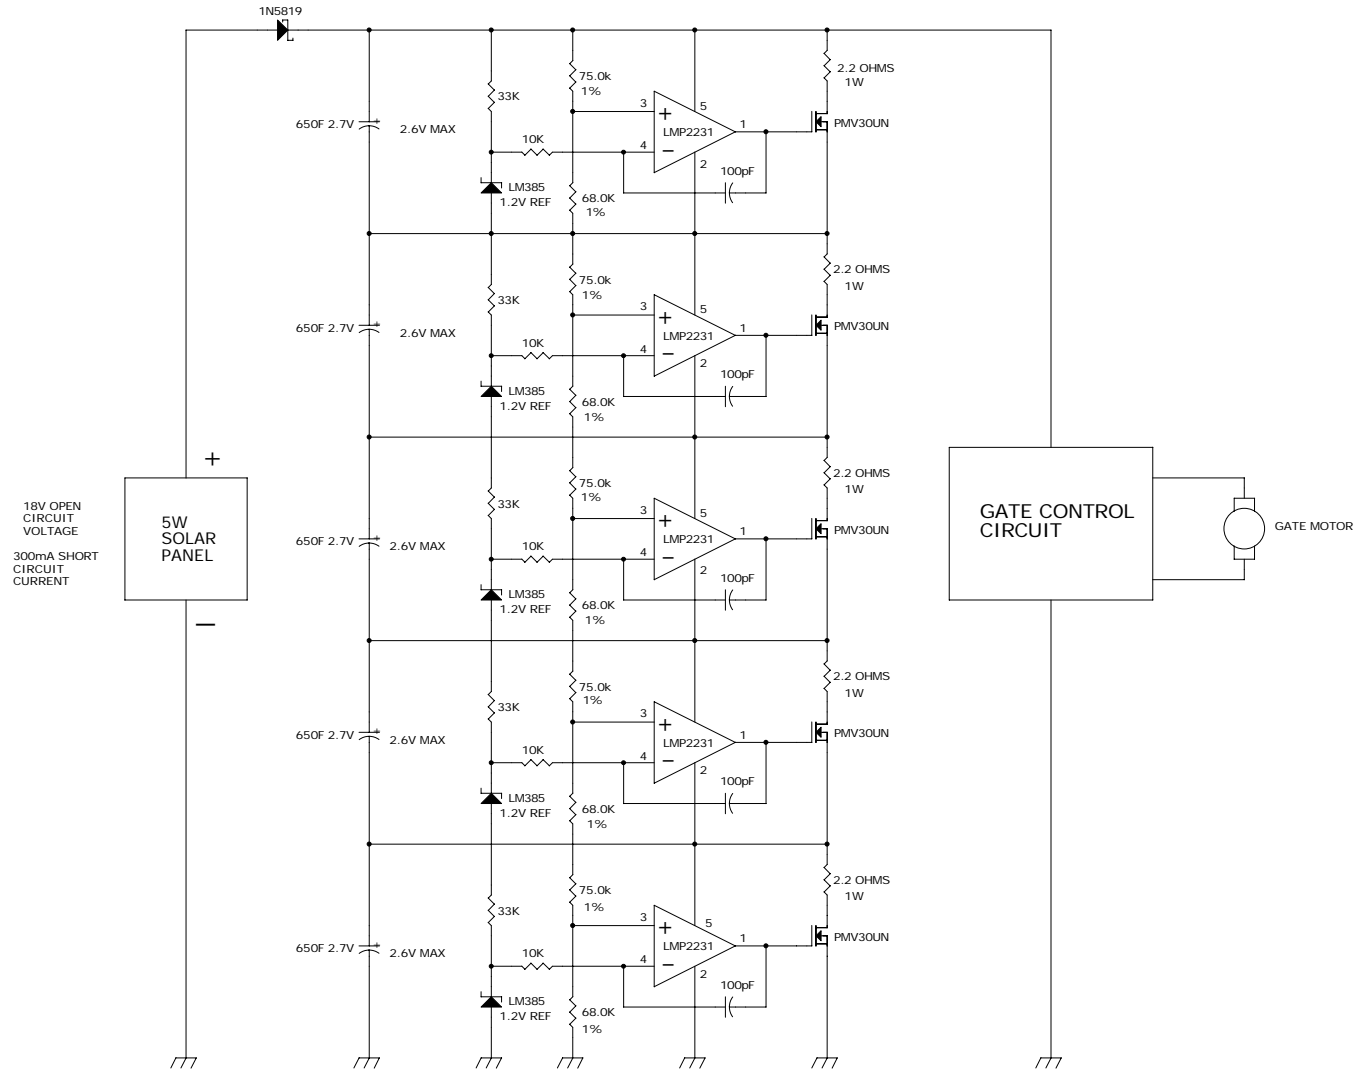 1N5819
2.2 OHMS
1W
75.0k
1%
33K
3
+
5
LMP2231
1
PMV30UN
650F 2.7V
+
2.6V MAX
10K
4
−
2
100pF
LM385
1.2V REF
68.0K
1%
2.2 OHMS
1W
75.0k
1%
33K
3
+
5
LMP2231
1
PMV30UN
650F 2.7V
+
2.6V MAX
10K
4
−
2
100pF
LM385
1.2V REF
68.0K
1%
2.2 OHMS
1W
75.0k
1%
33K
3
+
5
LMP2231
1
PMV30UN
650F 2.7V
+
2.6V MAX
10K
4
−
2
100pF
LM385
1.2V REF
68.0K
1%
2.2 OHMS
1W
75.0k
1%
33K
3
+
5
LMP2231
1
PMV30UN
650F 2.7V
+
2.6V MAX
10K
4
−
2
100pF
LM385
1.2V REF
68.0K
1%
2.2 OHMS
1W
75.0k
1%
33K
3
+
5
LMP2231
1
PMV30UN
650F 2.7V
+
2.6V MAX
10K
4
−
2
100pF
LM385
1.2V REF
68.0K
1%
18V OPEN
CIRCUIT
VOLTAGE
300mA SHORT
CIRCUIT
CURRENT
+
5W
SOLAR
PANEL
−
GATE CONTROL
CIRCUIT
GATE MOTOR